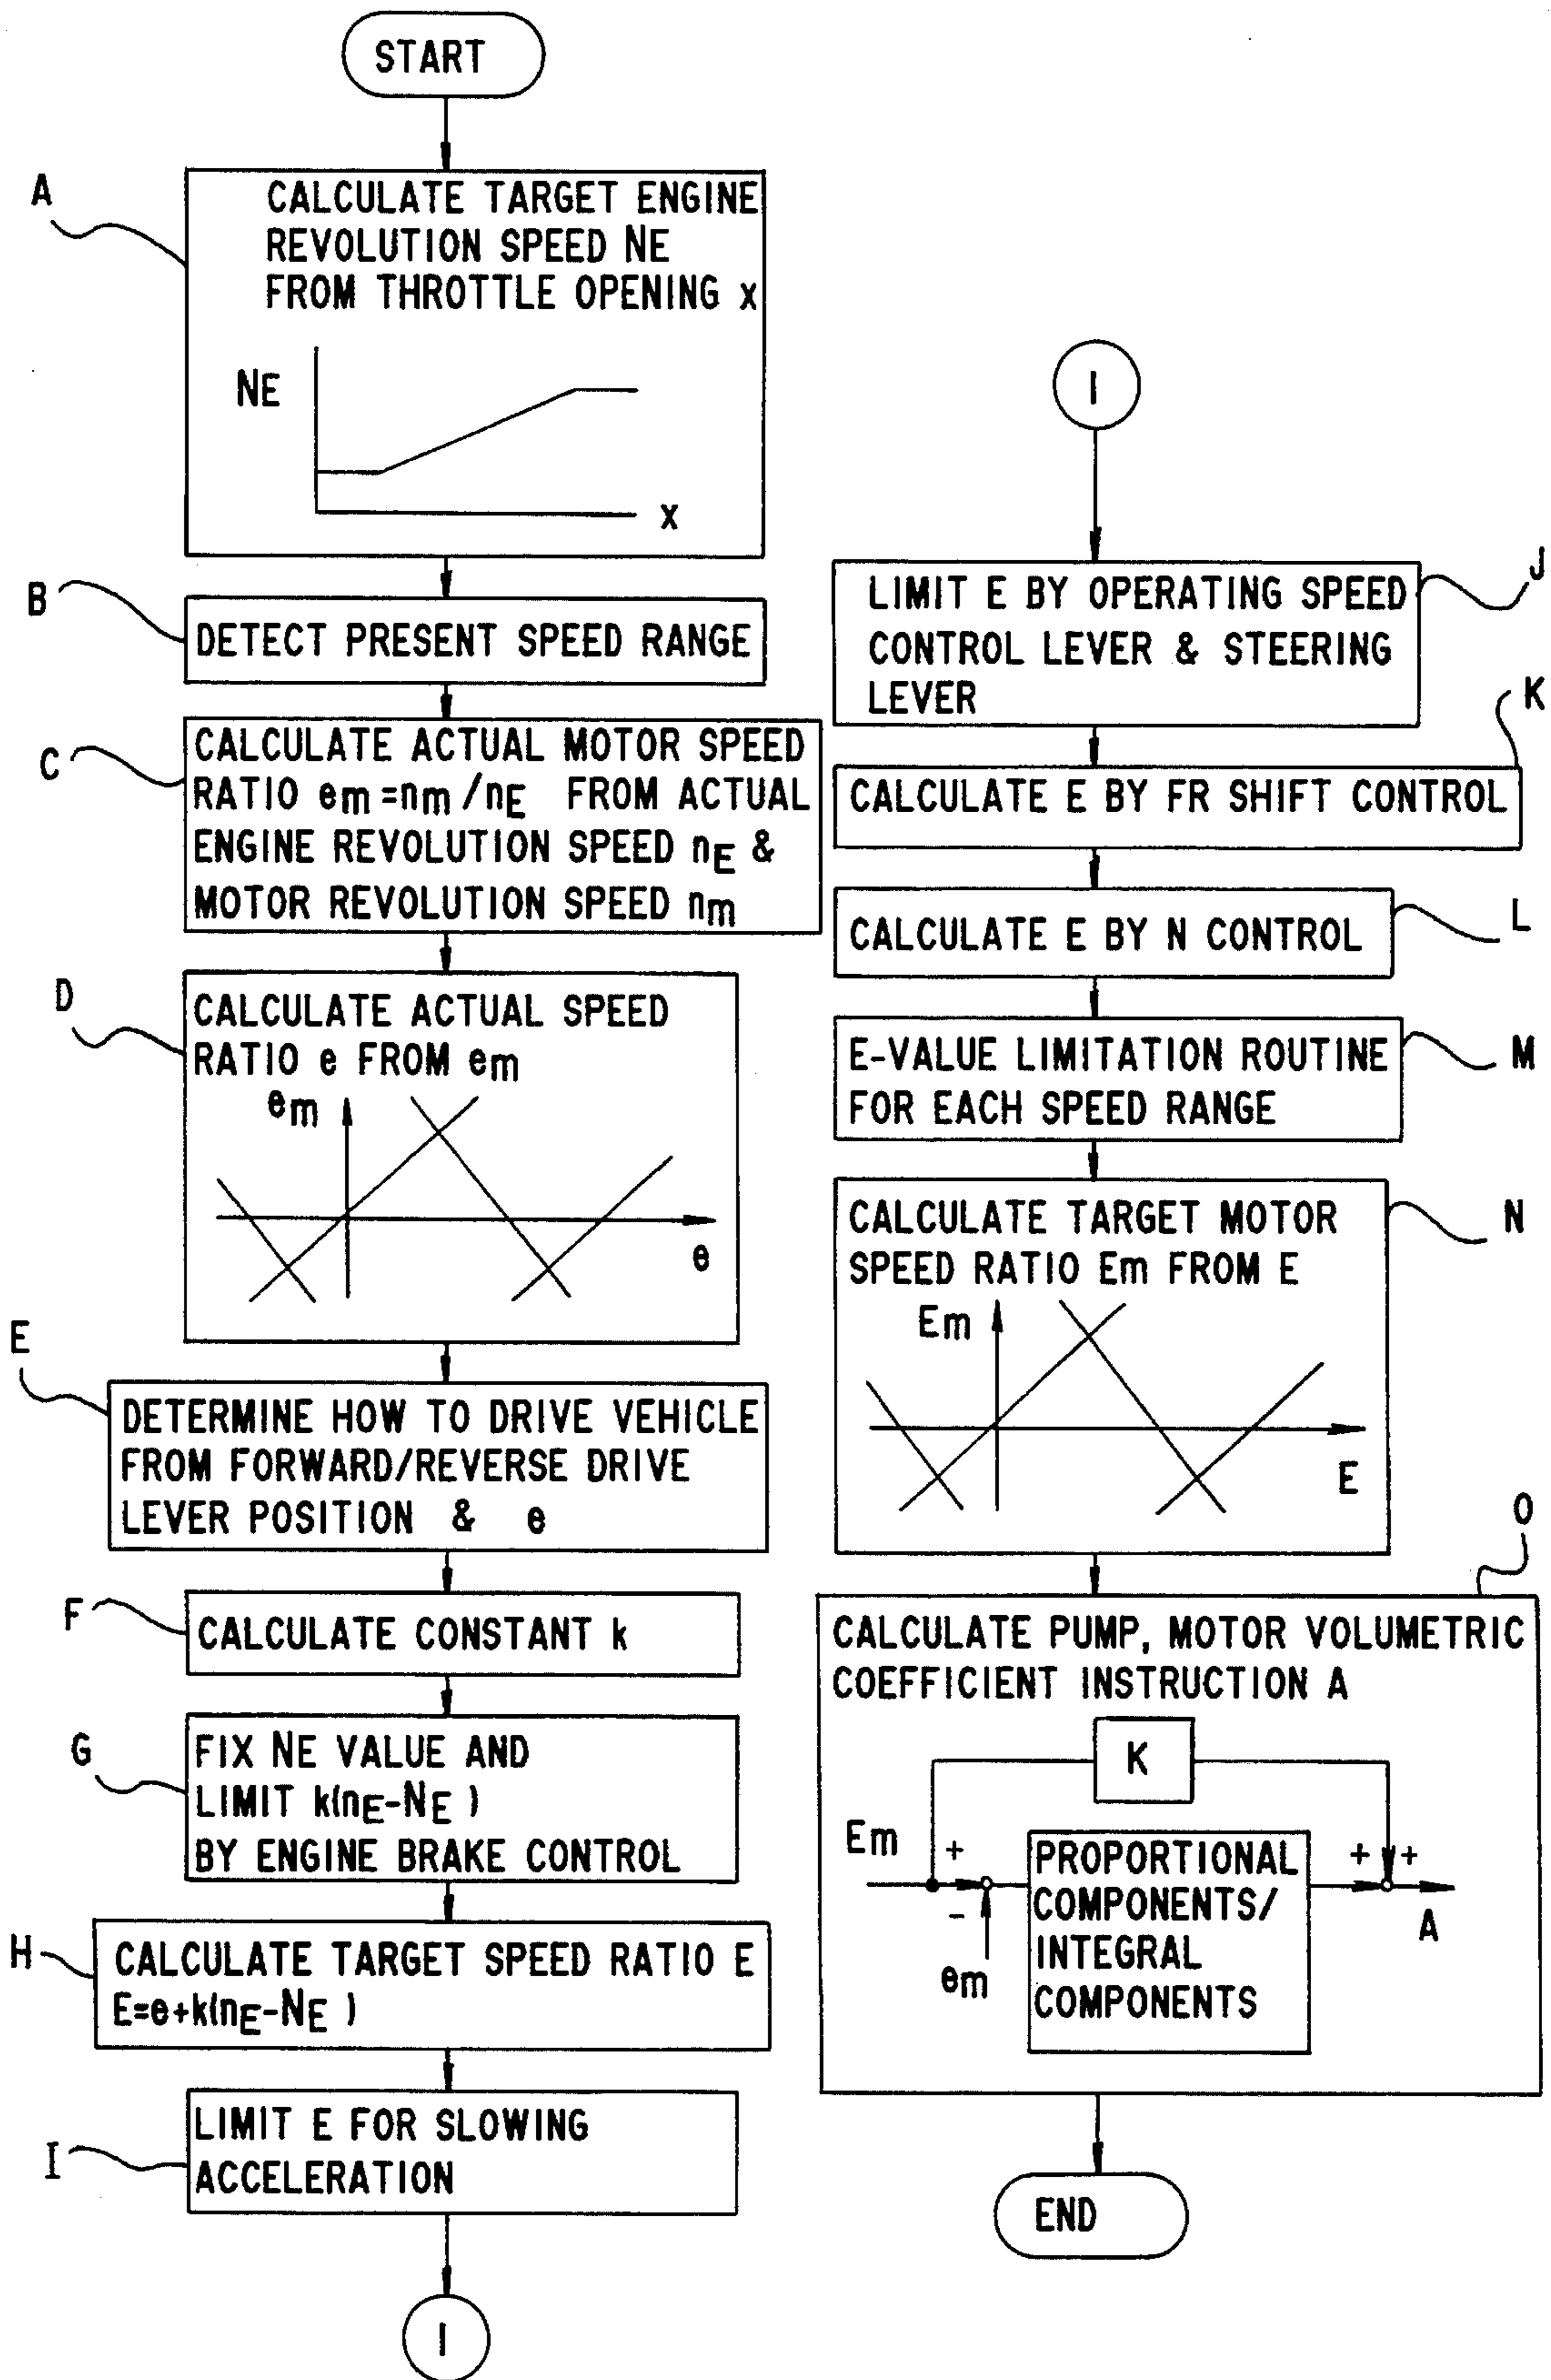 START
A
CALCULATE TARGET ENGINE
REVOLUTION SPEED NE
FROM THROTTLE OPENING x
NE
x
B
DETECT PRESENT SPEED RANGE
C
CALCULATE ACTUAL MOTOR SPEED
RATIO em=nm/nE FROM ACTUAL
ENGINE REVOLUTION SPEED nE &
MOTOR REVOLUTION SPEED nm
D
CALCULATE ACTUAL SPEED
RATIO e FROM em
em
e
E
DETERMINE HOW TO DRIVE VEHICLE
FROM FORWARD/REVERSE DRIVE
LEVER POSITION & e
F
CALCULATE CONSTANT k
G
FIX NE VALUE AND
LIMIT k(nE-NE)
BY ENGINE BRAKE CONTROL
H
CALCULATE TARGET SPEED RATIO E
E=e+k(nE-NE)
I
LIMIT E FOR SLOWING
ACCELERATION
I
I
J
LIMIT E BY OPERATING SPEED
CONTROL LEVER & STEERING
LEVER
K
CALCULATE E BY FR SHIFT CONTROL
L
CALCULATE E BY N CONTROL
M
E-VALUE LIMITATION ROUTINE
FOR EACH SPEED RANGE
N
CALCULATE TARGET MOTOR
SPEED RATIO Em FROM E
Em
E
O
CALCULATE PUMP, MOTOR VOLUMETRIC
COEFFICIENT INSTRUCTION A
K
Em
+
-
em
PROPORTIONAL
COMPONENTS/
INTEGRAL
COMPONENTS
+ +
A
END